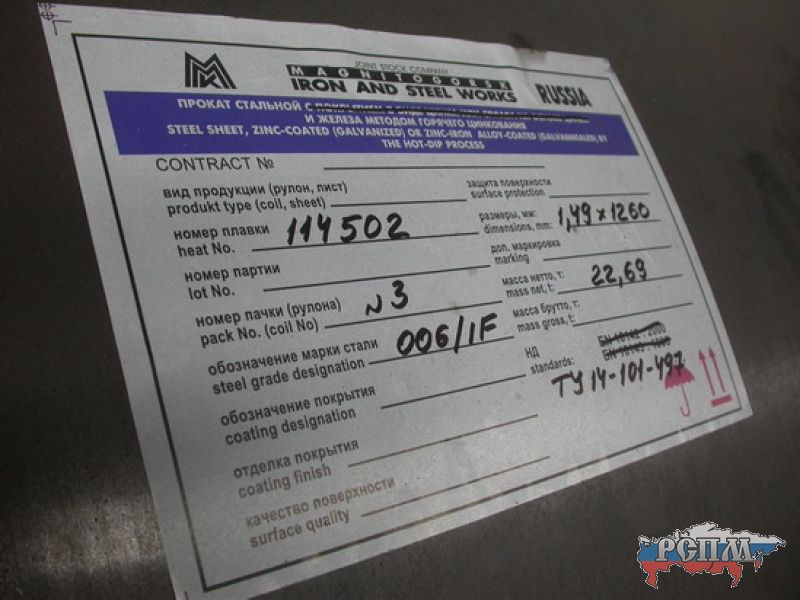 JOINT STOCK COMPANY
MAGNITOGORSK
IRON AND STEEL WORKS RUSSIA
ПРОКАТ СТАЛЬНОЙ С ПОКРЫТИЕМ
И ЖЕЛЕЗА МЕТОДОМ ГОРЯЧЕГО ЦИНКОВАНИЯ
STEEL SHEET, ZINC-COATED (GALVANIZED) OR ZINC-IRON ALLOY-COATED (GALVANNEALED) BY
THE HOT-DIP PROCESS
CONTRACT №
вид продукции (рулон, лист)
produkt type (coil, sheet)
номер плавки
heat No. 114502
номер партии
lot No.
номер пачки (рулона)
pack No. (coil No) N3
обозначение марки стали
steel grade designation 006/IF
обозначение покрытия
coating designation
отделка покрытия
coating finish
качество поверхности
surface quality
защита поверхности
surface protection
размеры, мм:
dimensions, mm: 1,49 x 1260
доп. маркировка
marking
масса нетто, т:
mass net, t: 22,69
масса брутто, т:
mass gross, t:
НД
standards:
ТУ 14-101-497
РСПМ